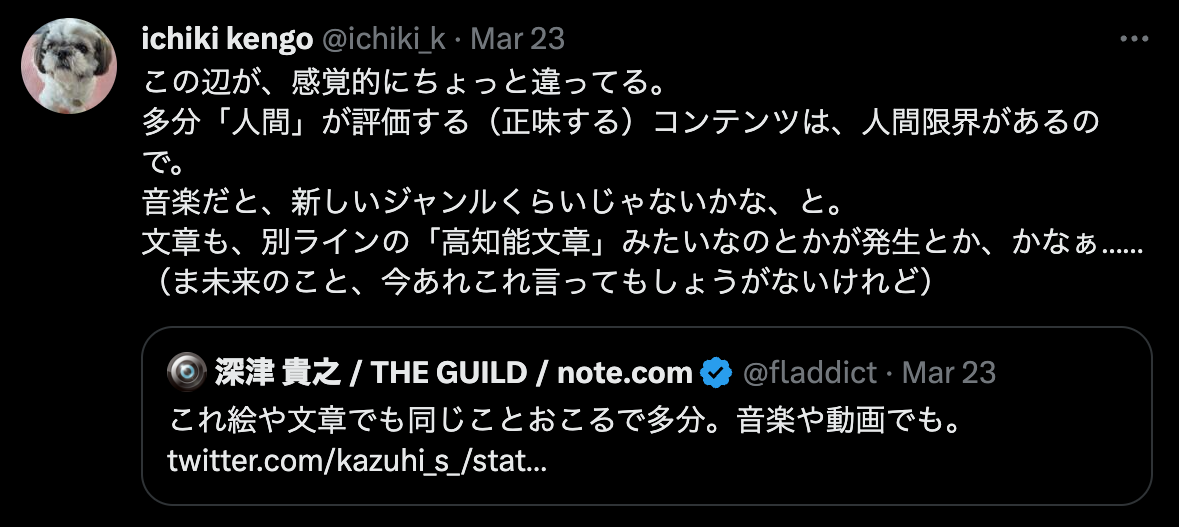 ichiki kengo @ichiki_k · Mar 23
この辺が、感覚的にちょっと違ってる。
多分「人間」が評価する（正味する）コンテンツは、人間限界があるの
で。
音楽だと、新しいジャンルくらいじゃないかな、と。
文章も、別ラインの「高知能文章」みたいなのとかが発生とか、かなぁ......
（ま未来のこと、今あれこれ言ってもしょうがないけれど）
深津 貴之 / THE GUILD / note.com @fladdict · Mar 23
これ絵や文章でも同じことおこるで多分。音楽や動画でも。
twitter.com/kazuhi_s_/stat...